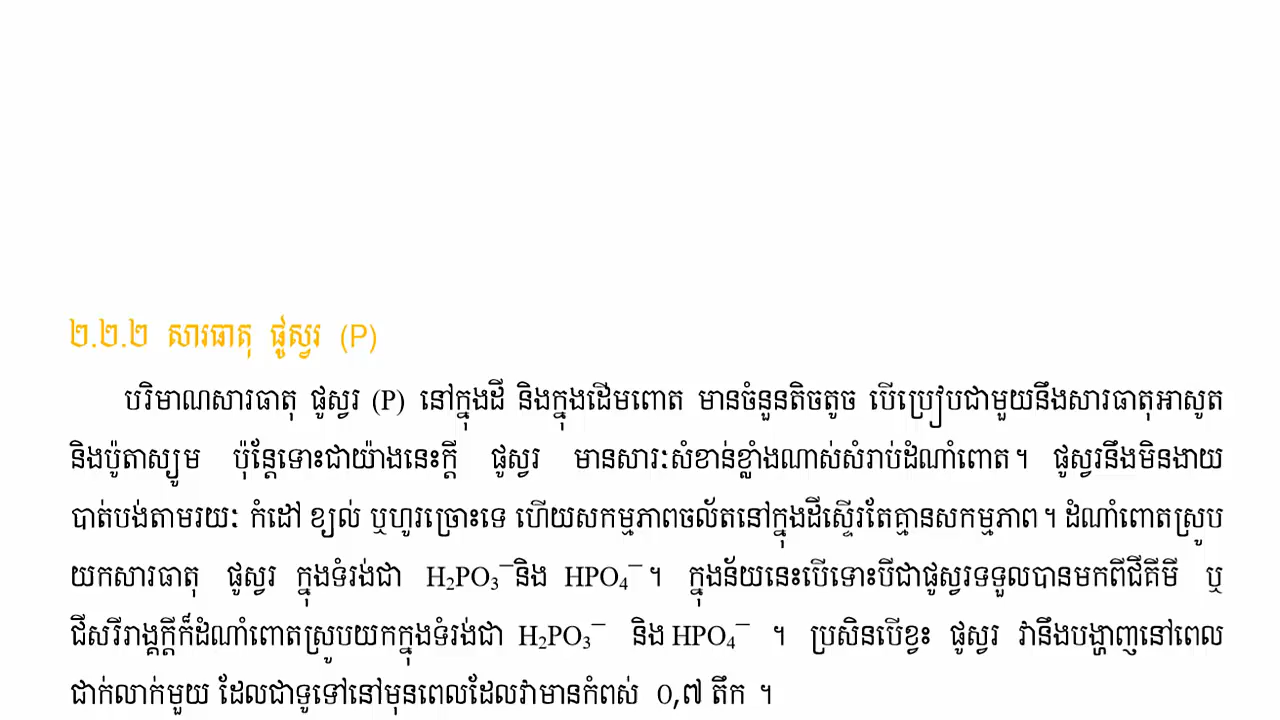 ២.២.២ សារធាតុ ផូស្វរ (P)
បរិមាណសារធាតុ ផូស្វរ (P) នៅក្នុងដី និងក្នុងដើមពោត មានចំនួនតិចតូច បើប្រៀបជាមួយនឹងសារធាតុអាសូត
និងប៉ូតាស្យូម ប៉ុន្តែទោះជាយ៉ាងនេះក្តី ផូស្វរ មានសារៈសំខាន់ខ្លាំងណាស់សំរាប់ដំណាំពោត។ ផូស្វរនឹងមិនងាយ
បាត់បង់តាមរយៈ កំដៅ ខ្យល់ ឬហូរច្រោះទេ ហើយសកម្មភាពចល័តនៅក្នុងដីស្ទើរតែគ្មានសកម្មភាព។ ដំណាំពោតស្រូប
យកសារធាតុ ផូស្វរ ក្នុងទំរង់ជា H₂PO₃⁻និង HPO₄⁻។ ក្នុងន័យនេះបើទោះបីជាផូស្វរទទួលបានមកពីជីគីមី ឬ
ជីសរីរាង្គក្តីក៏ដំណាំពោតស្រូបយកក្នុងទំរង់ជា H₂PO₃⁻ និង HPO₄⁻ ។ ប្រសិនបើខ្វះ ផូស្វរ វានឹងបង្ហាញនៅពេល
ជាក់លាក់មួយ ដែលជាទូទៅនៅមុនពេលដែលវាមានកំពស់ ០,៧ តឹក ។